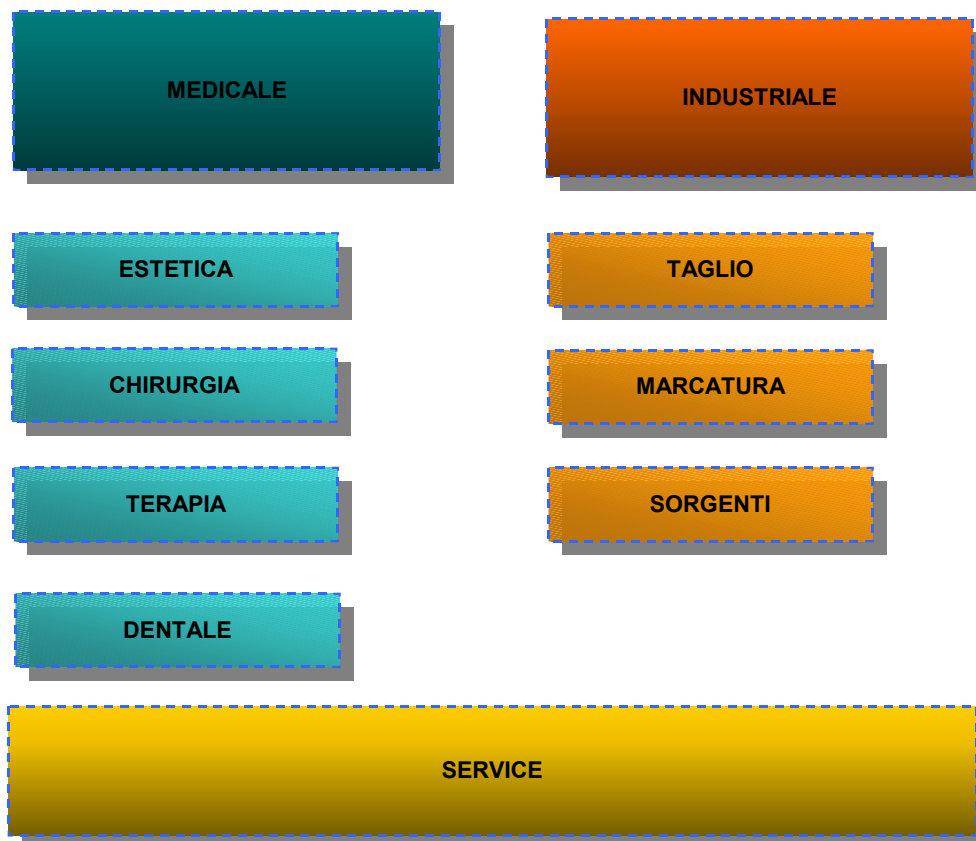 MEDICALE
INDUSTRIALE
ESTETICA
TAGLIO
CHIRURGIA
MARCATURA
TERAPIA
SORGENTI
DENTALE
SERVICE